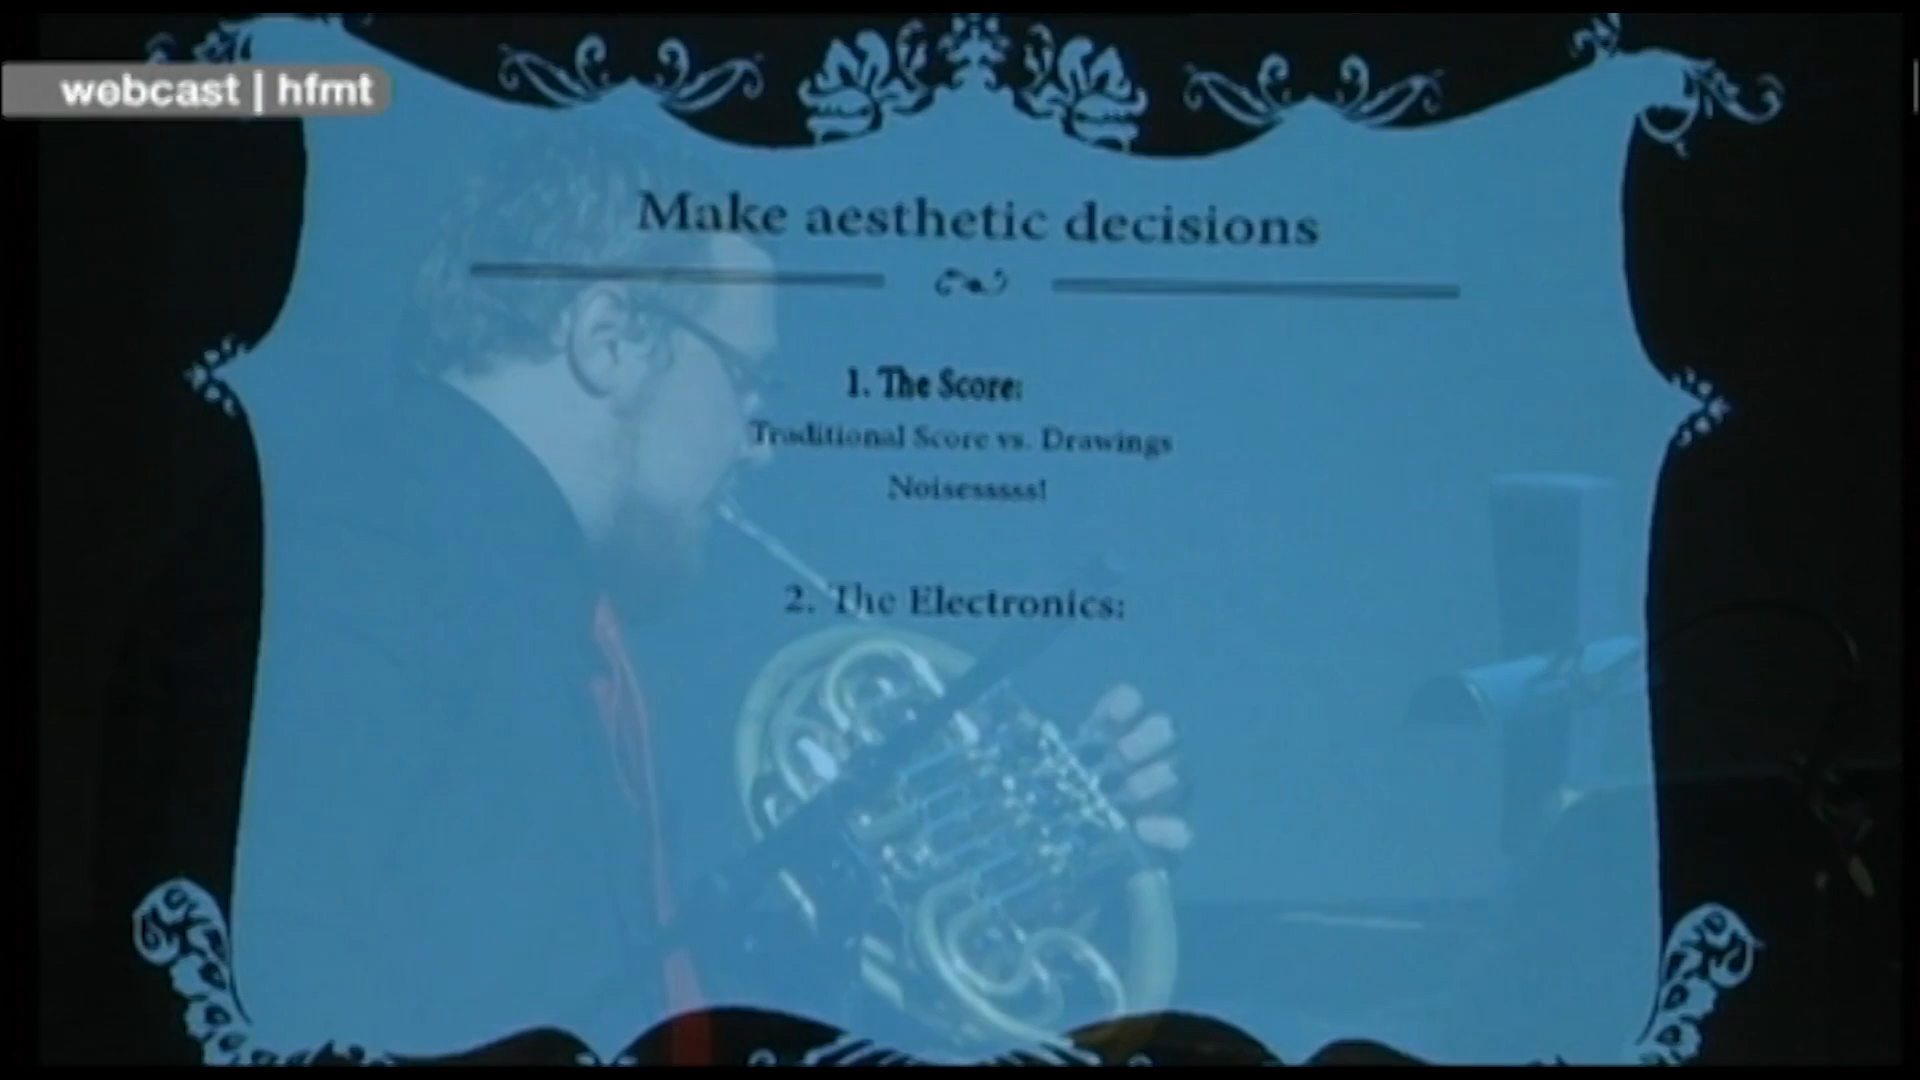 webcast | hfmt
Make aesthetic decisions
1. The Score:
Traditional Score vs. Drawings
Noisesssss!
2. The Electronics: